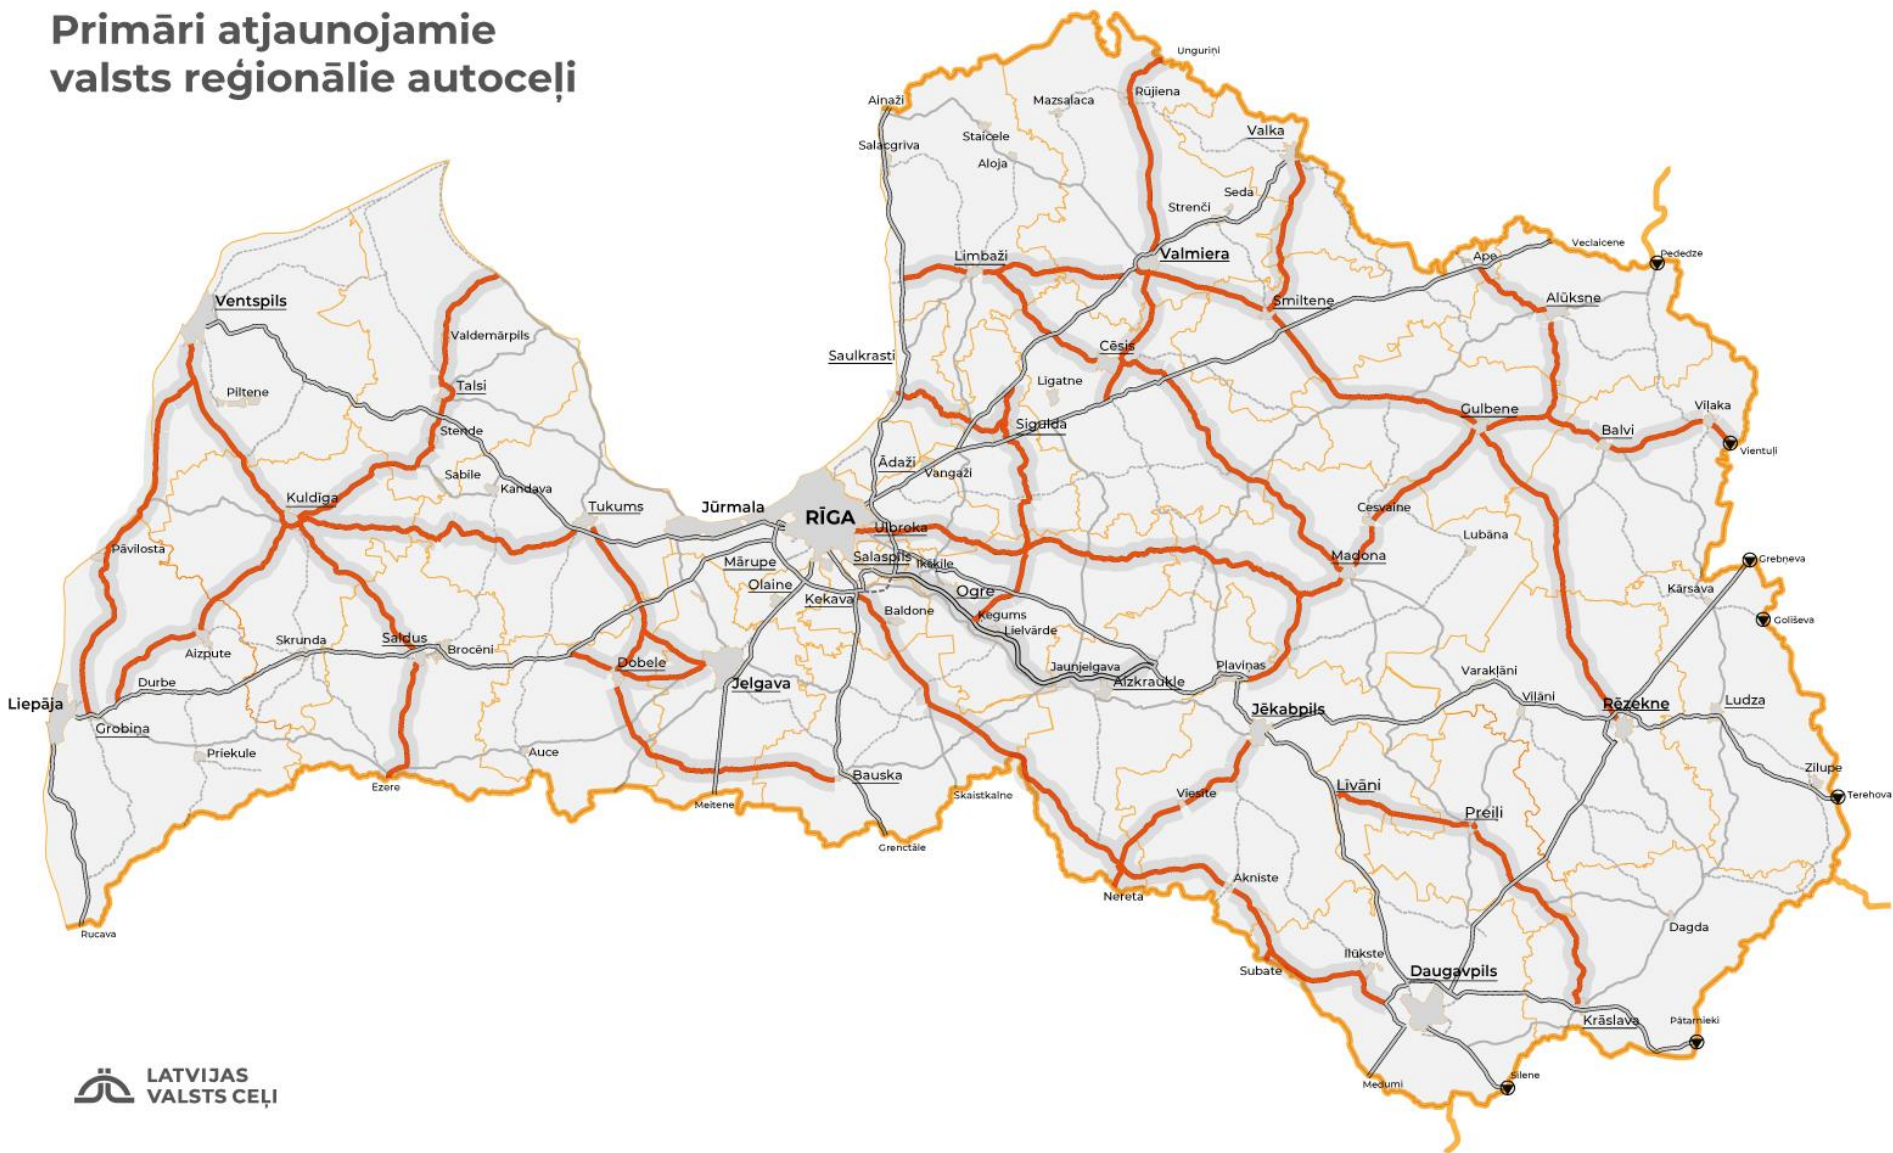 Primāri atjaunojamie
valsts reģionālie autoceļi
Unguriņi
Rūjiena
Ainaži
Mazsalaca
Valka
Staicele
Salacgrīva
Aloja
Seda
Strenči
Veclaicene
Pededze
Ape
Limbaži
Valmiera
Ventspils
Smiltene
Alūksne
Valdemārpils
Saulkrasti
Cēsis
Līgatne
Talsi
Piltene
Gulbene
Viļaka
Stende
Sigulda
Balvi
Vientuļi
Ādaži
Vangaži
Sabile
Kandava
Kuldīga
Tukums
Jūrmala
RĪGA
Cesvaine
Ulbroka
Lubāna
Pāvilosta
Mārupe
Salaspils
Ikšķile
Madona
Grebņeva
Olaine
Ogre
Kārsava
Ķekava
Baldone
Ķegums
Goliševa
Lielvārde
Skrunda
Saldus
Brocēni
Aizpute
Dobele
Jaunjelgava
Pļaviņas
Varakļāni
Durbe
Jelgava
Aizkraukle
Viļāni
Ludza
Liepāja
Jēkabpils
Rēzekne
Grobiņa
Priekule
Auce
Zilupe
Bauska
Ezere
Meitene
Skaistkalne
Viesīte
Līvāni
Terehova
Preiļi
Grenctāle
Akniste
Nereta
Rucava
Dagda
Ilūkste
Subate
Daugavpils
Krāslava
Pātarnieki
Medumi
Silene
LATVIJAS
VALSTS CEĻI